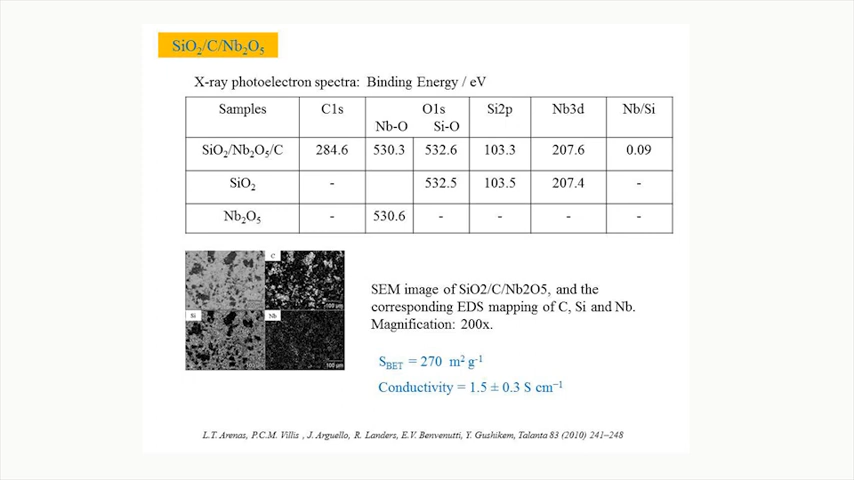 SiO₂/C/Nb₂O₅
X-ray photoelectron spectra: Binding Energy / eV
Samples C1s O1s Si2p Nb3d Nb/Si
Nb-O Si-O
SiO₂/Nb₂O₅/C 284.6 530.3 532.6 103.3 207.6 0.09
SiO₂ - 532.5 103.5 207.4 -
Nb₂O₅ - 530.6 - - - -
C
100 µm
Si Nb
100 µm
SEM image of SiO2/C/Nb2O5, and the
corresponding EDS mapping of C, Si and Nb.
Magnification: 200x.
S_BET = 270 m² g⁻¹
Conductivity = 1.5 ± 0.3 S cm⁻¹
L.T. Arenas, P.C.M. Villis , J. Arguello, R. Landers, E.V. Benvenutti, Y. Gushikem, Talanta 83 (2010) 241–248